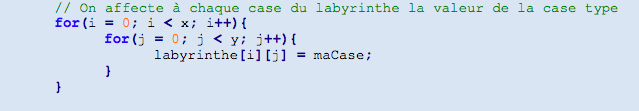 // On affecte à chaque case du labyrinthe la valeur de la case type
for(i = 0; i < x; i++){
for(j = 0; j < y; j++){
labyrinthe[i][j] = maCase;
}
}